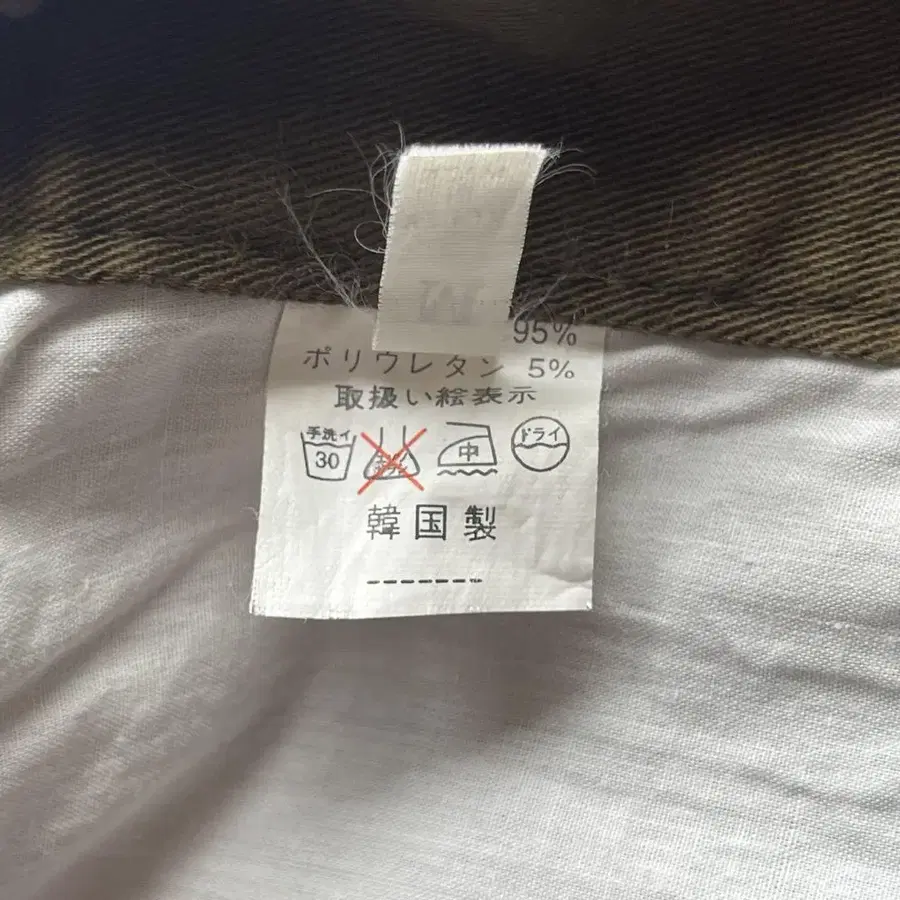 M
95%
ポリウレタン 5%
取扱い絵表示
手洗イ 30 中 ドライ
韓国製